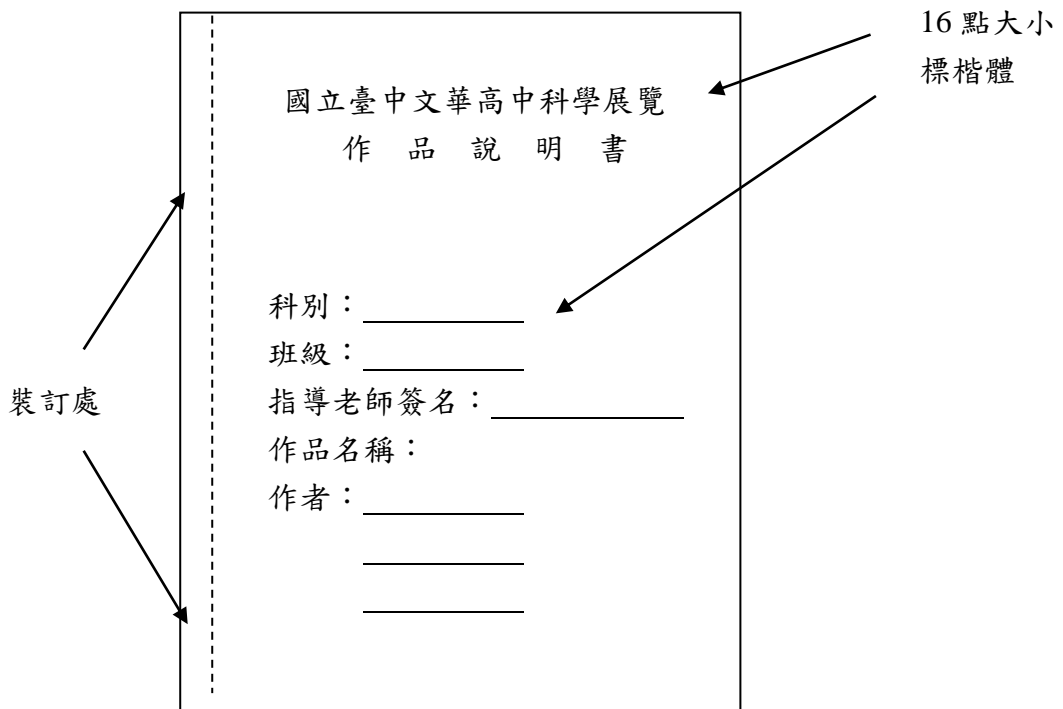 16 點大小
標楷體
國立臺中文華高中科學展覽
作 品 說 明 書
科別：
班級：
裝訂處
指導老師簽名：
作品名稱：
作者：